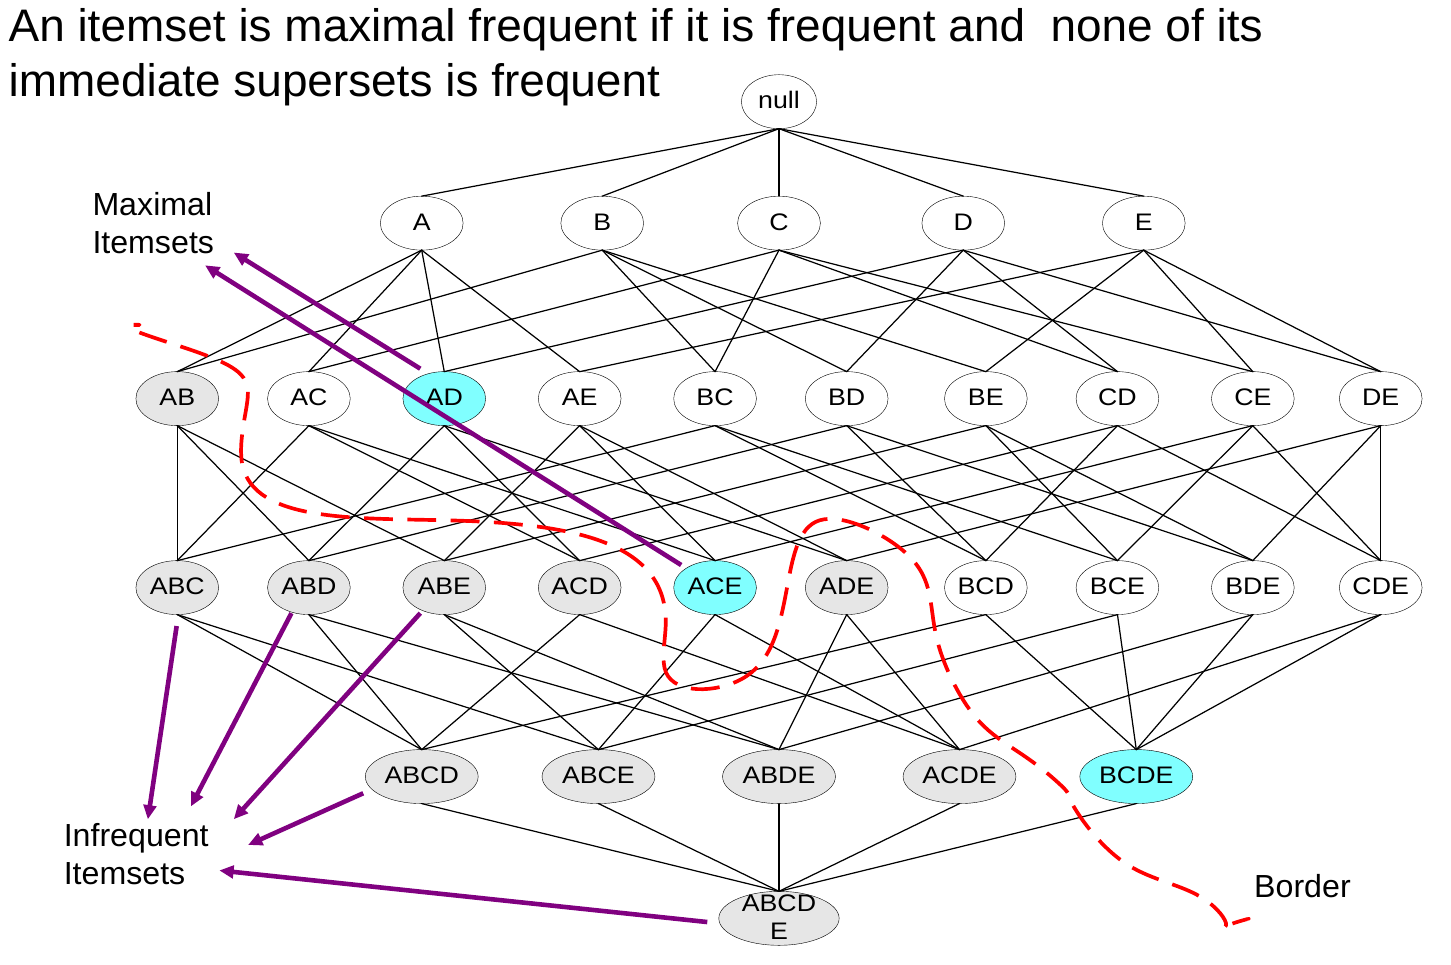 An itemset is maximal frequent if it is frequent and  none of its
immediate supersets is frequent
null
Maximal
Itemsets
A
B
C
D
E
AB
AC
AD
AE
BC
BD
BE
CD
CE
DE
ABC
ABD
ABE
ACD
ACE
ADE
BCD
BCE
BDE
CDE
ABCD
ABCE
ABDE
ACDE
BCDE
Infrequent
Itemsets
Border
ABCD
E